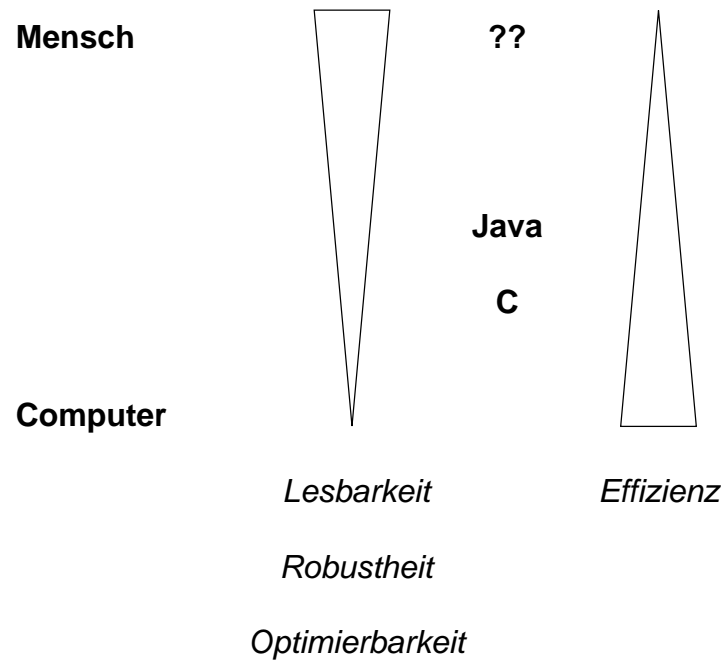 Mensch ??
Java
C
Computer
Lesbarkeit Effizienz
Robustheit
Optimierbarkeit